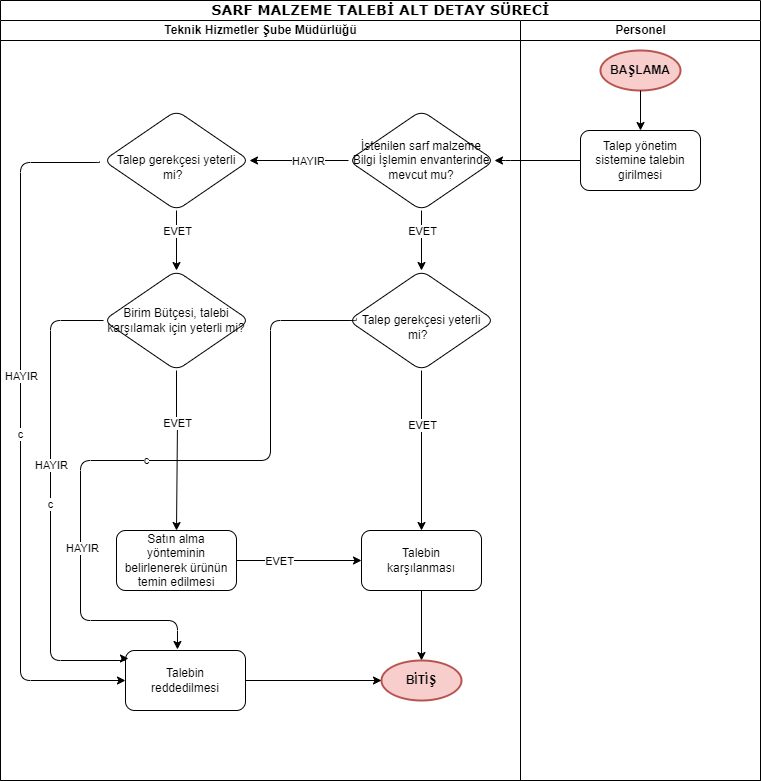 SARF MALZEME TALEBİ ALT DETAY SÜRECİ
Teknik Hizmetler Şube Müdürlüğü
Personel
BAŞLAMA
Talep yönetim
sistemine talebin
girilmesi
İstenilen sarf malzeme
Bilgi İşlemin envanterinde
mevcut mu?
HAYIR
Talep gerekçesi yeterli
mi?
EVET
EVET
Birim Bütçesi, talebi
karşılamak için yeterli mi?
Talep gerekçesi yeterli
mi?
HAYIR
EVET
EVET
c
c
HAYIR
c
HAYIR
Satın alma
yönteminin
belirlenerek ürünün
temin edilmesi
EVET
Talebin
karşılanması
Talebin
reddedilmesi
BİTİŞ